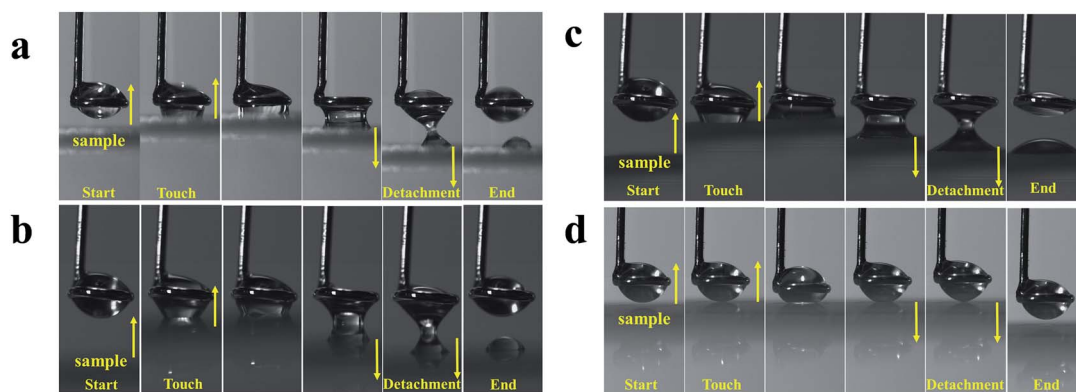 a
sample
Start
Touch
Detachment
End
b
sample
Start
Touch
Detachment
End
c
sample
Start
Touch
Detachment
End
d
sample
Start
Touch
Detachment
End